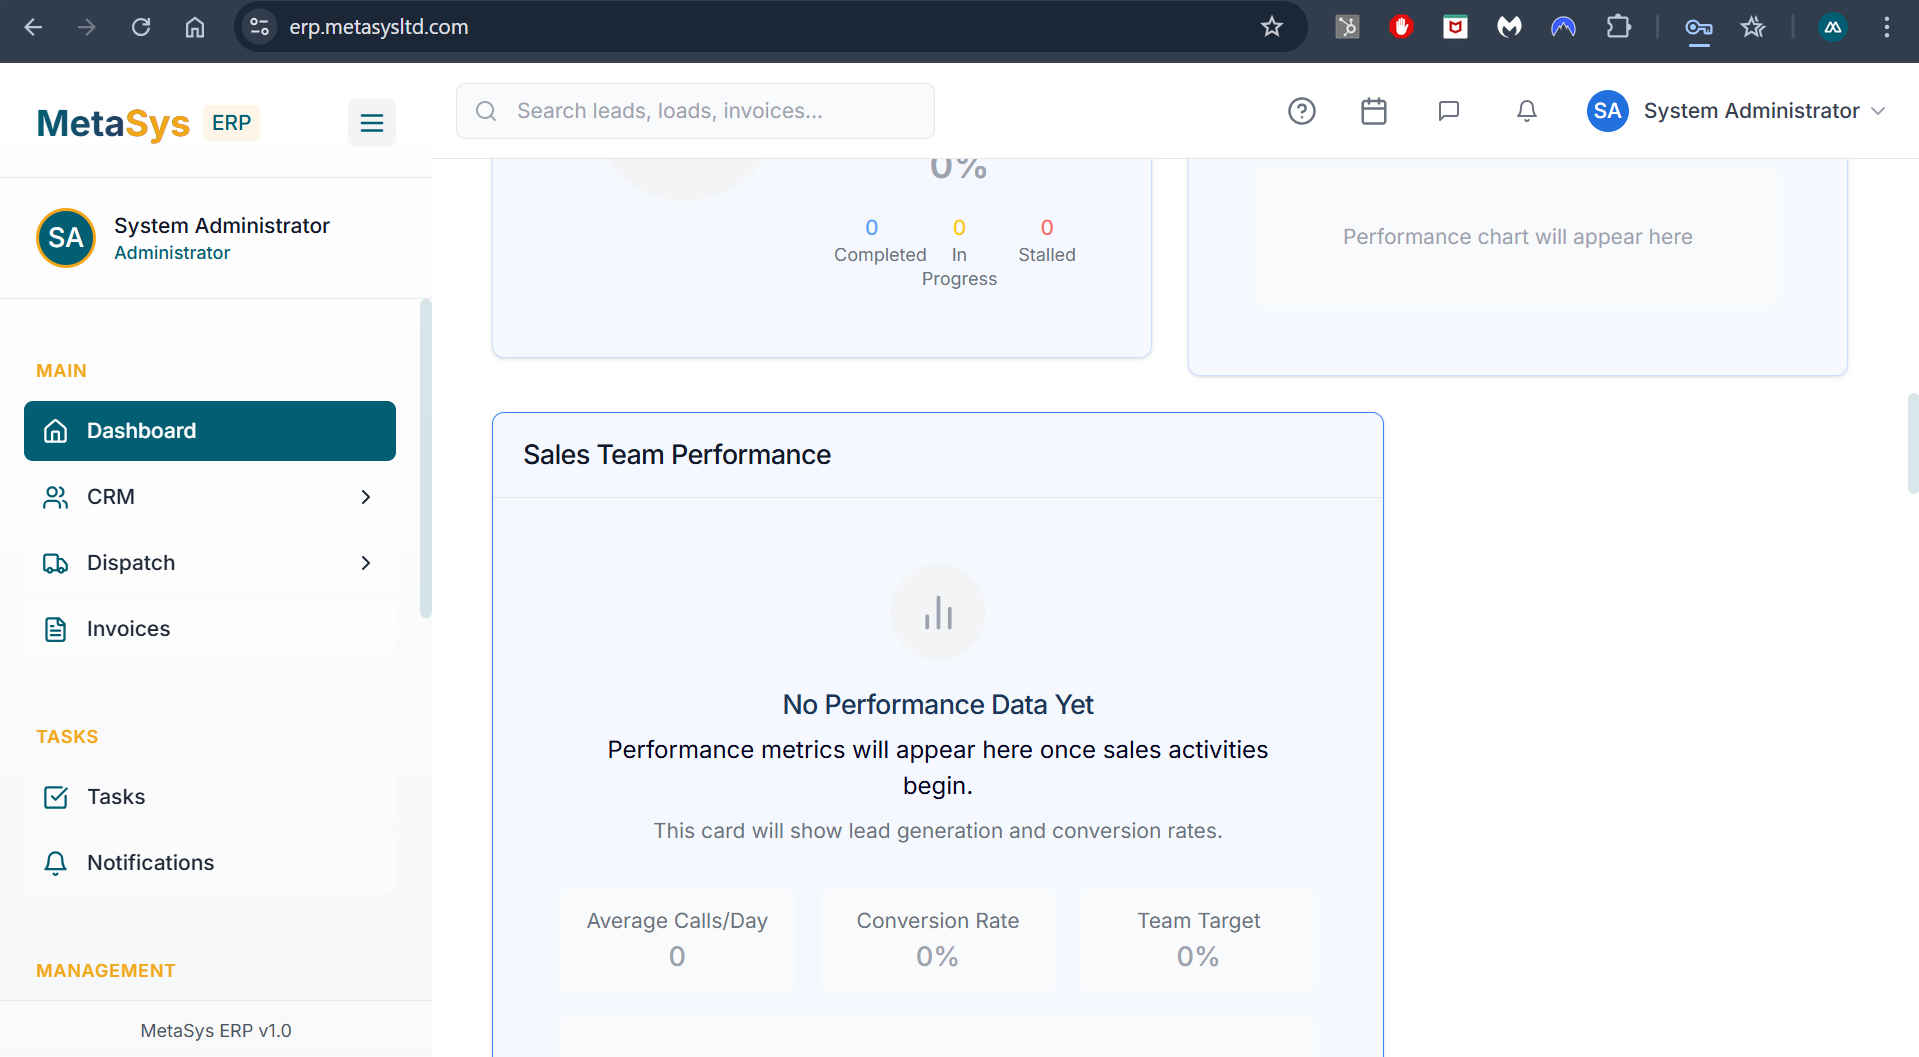 erp.metasysltd.com
MetaSys ERP
Search leads, loads, invoices...
SA System Administrator
SA
System Administrator
Administrator
MAIN
Dashboard
CRM
Dispatch
Invoices
TASKS
Tasks
Notifications
MANAGEMENT
MetaSys ERP v1.0
0%
0 0 0
Completed In Stalled
Progress
Performance chart will appear here
Sales Team Performance
No Performance Data Yet
Performance metrics will appear here once sales activities
begin.
This card will show lead generation and conversion rates.
Average Calls/Day Conversion Rate Team Target
0 0% 0%